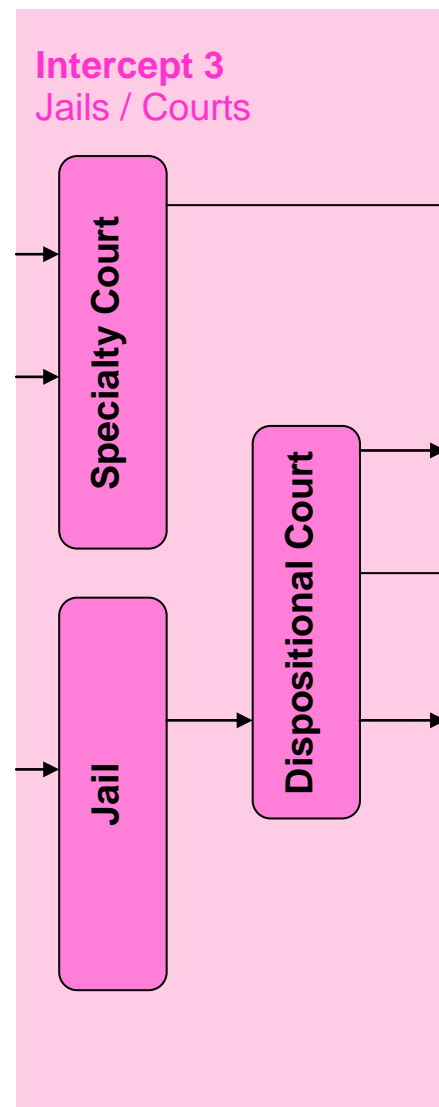 Intercept 3
Jails / Courts
Specialty Court
Dispositional Court
Jail